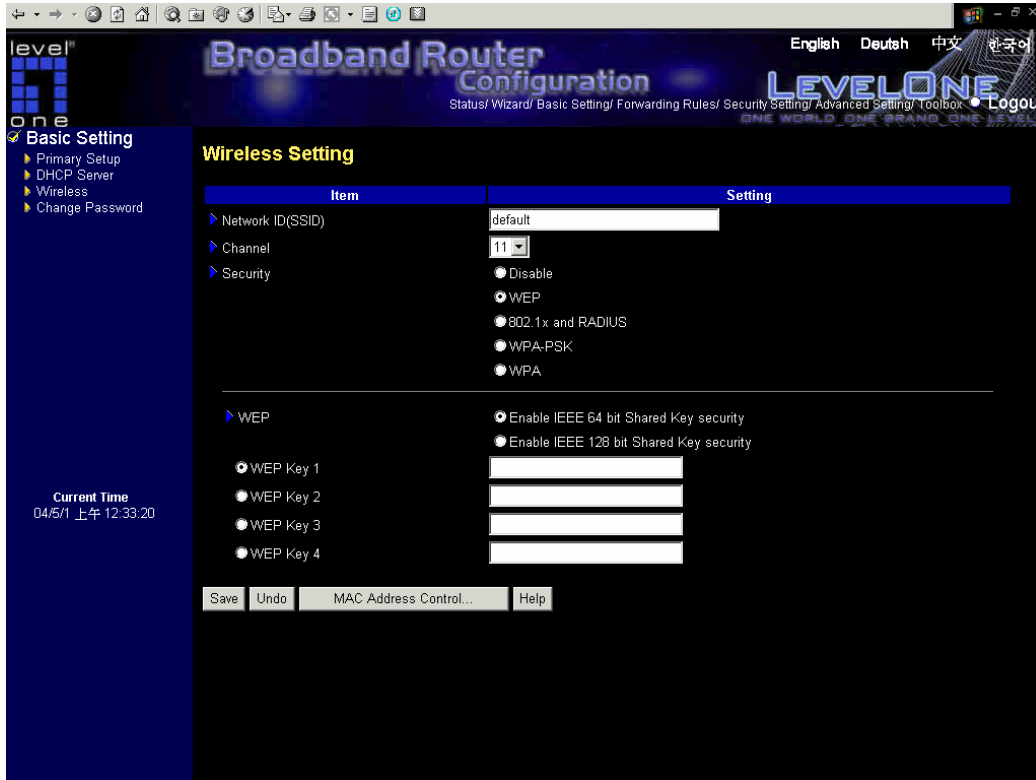 level®
one
Broadband Router
Configuration
English Deutsh 中文 한국어
LEVELONE
Status/ Wizard/ Basic Setting/ Forwarding Rules/ Security Setting/ Advanced Setting/ Toolbox Logou
ONE WORLD ONE BRAND ONE LEVEL
Basic Setting
Primary Setup
DHCP Server
Wireless
Change Password
Current Time
04/5/1 上午 12:33:20
Wireless Setting
Item Setting
Network ID(SSID) default
Channel 11
Security Disable
WEP
802.1x and RADIUS
WPA-PSK
WPA
WEP Enable IEEE 64 bit Shared Key security
Enable IEEE 128 bit Shared Key security
WEP Key 1
WEP Key 2
WEP Key 3
WEP Key 4
Save Undo MAC Address Control... Help